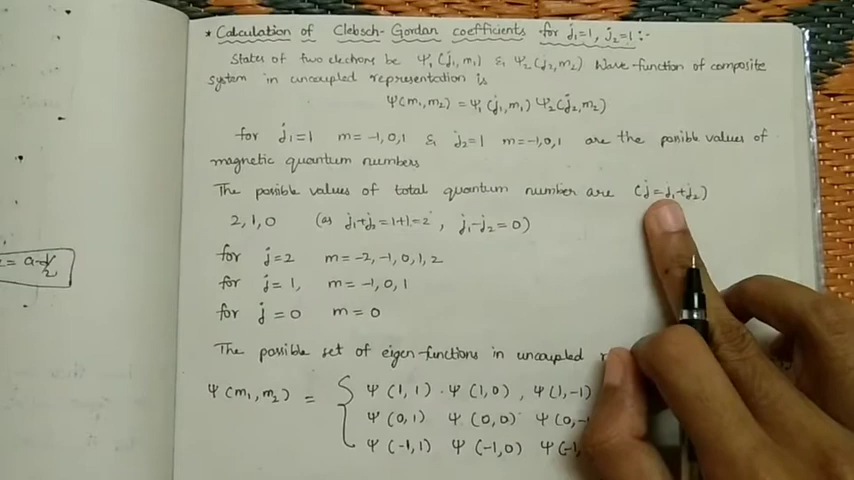 = a-d/2
* Calculation of Clebsch-Gordan coefficients for j₁=1, j₂=1:-
States of two electrons be Ψ₁(j₁,m₁) & Ψ₂(j₂,m₂) Wave-function of composite
system in uncoupled representation is
Ψ(m₁,m₂) = Ψ₁(j₁,m₁) Ψ₂(j₂,m₂)
for j₁=1 m=-1,0,1 & j₂=1 m=-1,0,1 are the possible values of
magnetic quantum numbers
The possible values of total quantum number are (j=j₁+j₂)
2,1,0 (as j₁+j₂=1+1=2, j₁-j₂=0)
for j=2 m=-2,-1,0,1,2
for j=1, m=-1,0,1
for j=0 m=0
The possible set of eigen-functions in uncoupled
Ψ(m₁,m₂) = { Ψ(1,1) . Ψ(1,0), Ψ(1,-1)
Ψ(0,1) Ψ(0,0) Ψ(0,-
Ψ(-1,1) Ψ(-1,0) Ψ(-1,